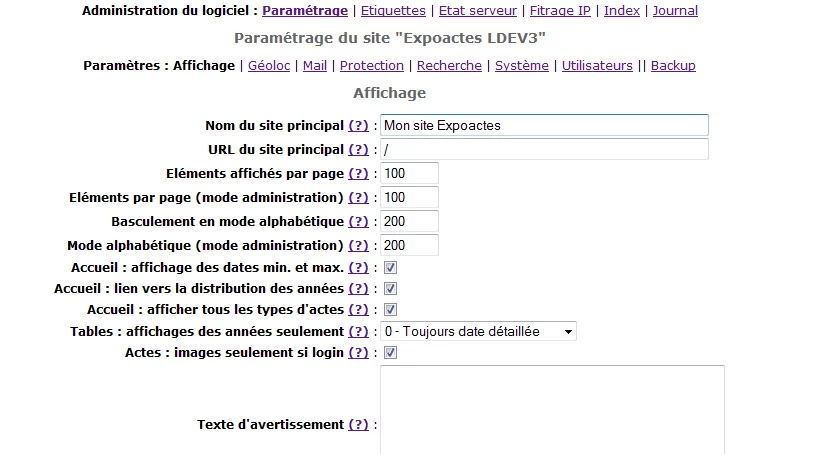 Administration du logiciel : Paramétrage | Etiquettes | Etat serveur | Fitrage IP | Index | Journal
Paramétrage du site "Expoactes LDEV3"
Paramètres : Affichage | Géoloc | Mail | Protection | Recherche | Système | Utilisateurs || Backup
Affichage
Nom du site principal (?) : Mon site Expoactes
URL du site principal (?) : /
Eléments affichés par page (?) : 100
Eléments par page (mode administration) (?) : 100
Basculement en mode alphabétique (?) : 200
Mode alphabétique (mode administration) (?) : 200
Accueil : affichage des dates min. et max. (?) :
Accueil : lien vers la distribution des années (?) :
Accueil : afficher tous les types d'actes (?) :
Tables : affichages des années seulement (?) : 0 - Toujours date détaillée
Actes : images seulement si login (?) :
Texte d'avertissement (?) :